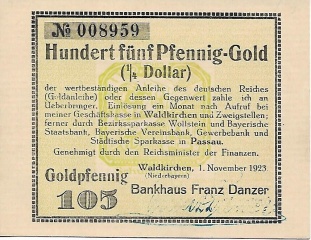 № 008959
Hundert fünf Pfennig-Gold
(¼ Dollar)
der wertbeständigen Anleihe des deutschen Reiches
(Goldanleihe) oder dessen Gegenwert zahle ich an
Ueberbringer. Einlösung ein Monat nach Aufruf bei
meiner Geschäftskasse in Waldkirchen und Zweigstellen;
ferner durch Bezirkssparkasse Wolfstein und Bayerische
Staatsbank, Bayerische Vereinsbank, Gewerbebank und
Städtische Sparkasse in Passau.
Genehmigt durch den Reichsminister der Finanzen.
Waldkirchen, 1. November 1923
(Niederbayern)
Goldpfennig
105
Bankhaus Franz Danzer